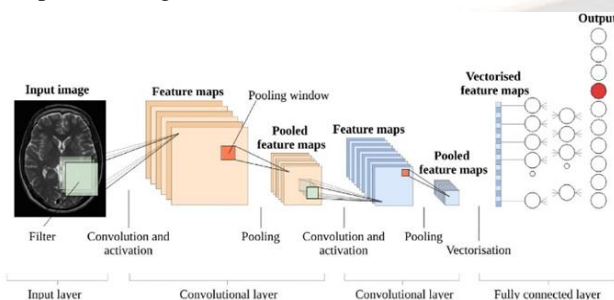 Output
Input image
Feature maps
Pooling window
Pooled
feature maps
Feature maps
Pooled
feature maps
Vectorised
feature maps
Filter
Convolution and
activation
Pooling
Convolution and
activation
Pooling
Vectorisation
Input layer
Convolutional layer
Convolutional layer
Fully connected layer